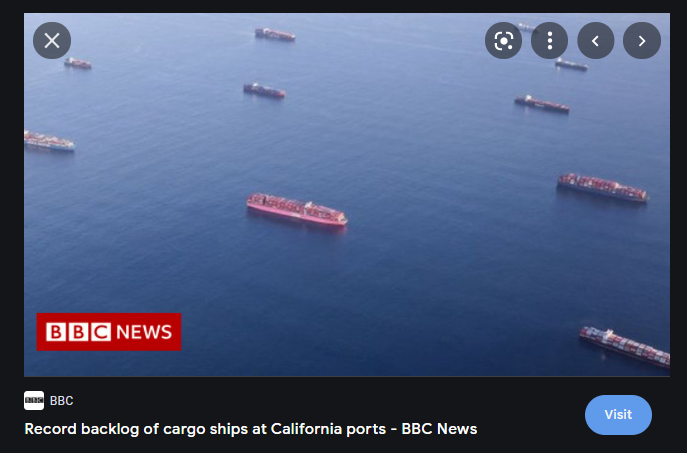 BBC NEWS
BBC
Record backlog of cargo ships at California ports - BBC News
Visit